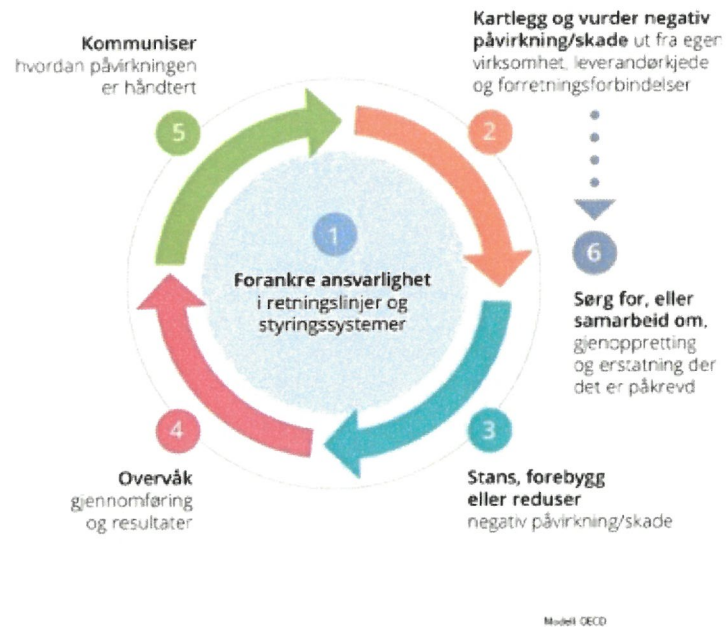 1
Forankre ansvarlighet
i retningslinjer og
styringssystemer
2
Kartlegg og vurder negativ
påvirkning/skade ut fra egen
virksomhet, leverandørkjede
og forretningsforbindelser
3
Stans, forebygg
eller reduser
negativ påvirkning/skade
4
Overvåk
gjennomføring
og resultater
5
Kommuniser
hvordan påvirkningen
er håndtert
6
Sørg for, eller
samarbeid om,
gjenoppretting
og erstatning der
det er påkrevd
Modell: OECD